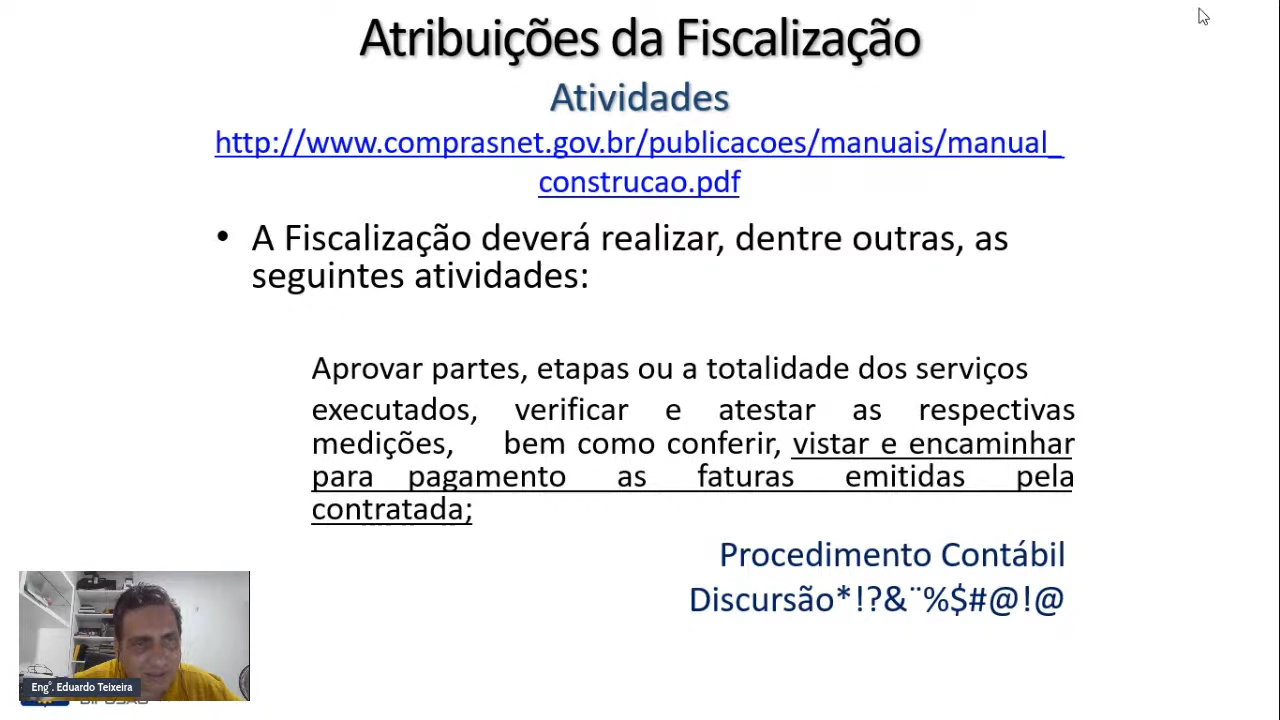 Atribuições da Fiscalização
Atividades
http://www.comprasnet.gov.br/publicacoes/manuais/manual_
construcao.pdf
• A Fiscalização deverá realizar, dentre outras, as
seguintes atividades:
Aprovar partes, etapas ou a totalidade dos serviços
executados, verificar e atestar as respectivas
medições, bem como conferir, vistar e encaminhar
para pagamento as faturas emitidas pela
contratada;
Procedimento Contábil
Discursão*!?&¨%$#@!@
Eng°. Eduardo Teixeira